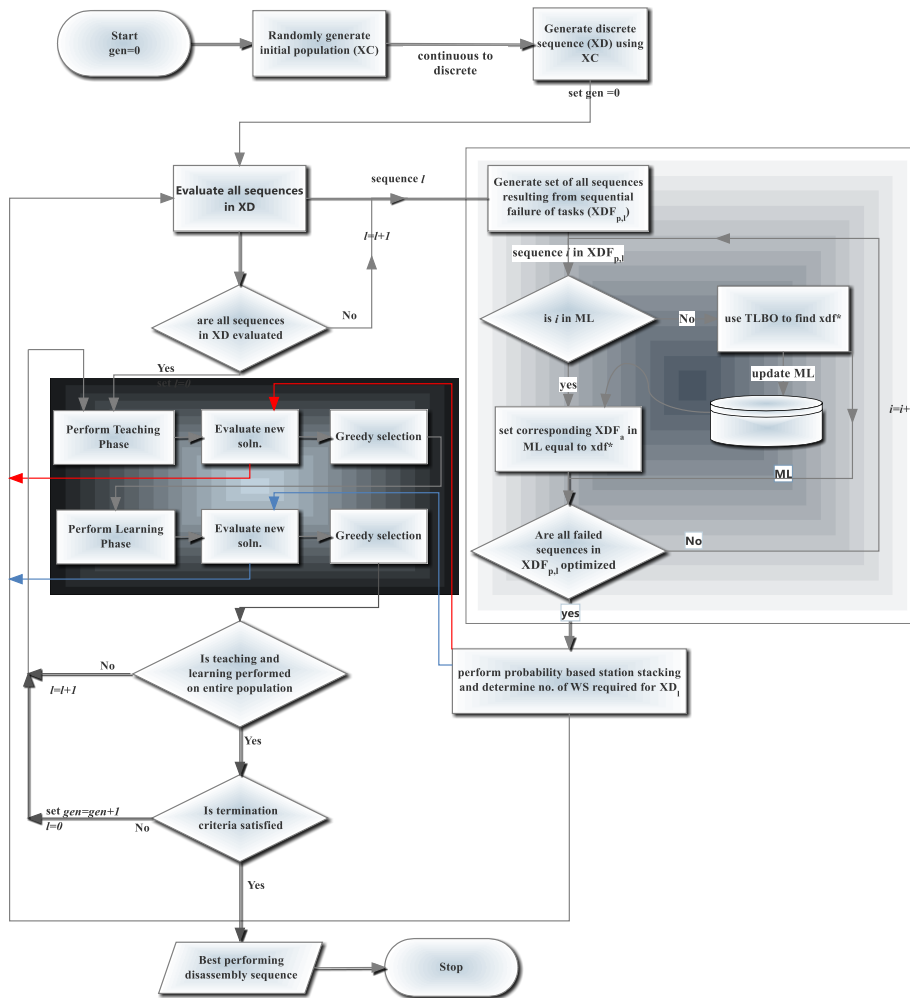 Start
gen=0
Randomly generate
initial population (XC)
continuous to
discrete
Generate discrete
sequence (XD) using
XC
set gen =0
Evaluate all sequences
in XD
sequence l
l=l+1
Generate set of all sequences
resulting from sequential
failure of tasks (XDFp,l)
sequence i in XDFp,l
are all sequences
in XD evaluated
No
Yes
set l=0
is i in ML
No
use TLBO to find xdf*
yes
update ML
i=i+
set corresponding XDFa in
ML equal to xdf*
ML
Perform Teaching
Phase
Evaluate new
soln.
Greedy selection
Perform Learning
Phase
Evaluate new
soln.
Greedy selection
Are all failed
sequences in
XDFp,l optimized
No
yes
Is teaching and
learning performed
on entire population
No
l=l+1
perform probability based station stacking
and determine no. of WS required for XDl
Yes
Is termination
criteria satisfied
set gen=gen+1
l=0
No
Yes
Best performing
disassembly sequence
Stop